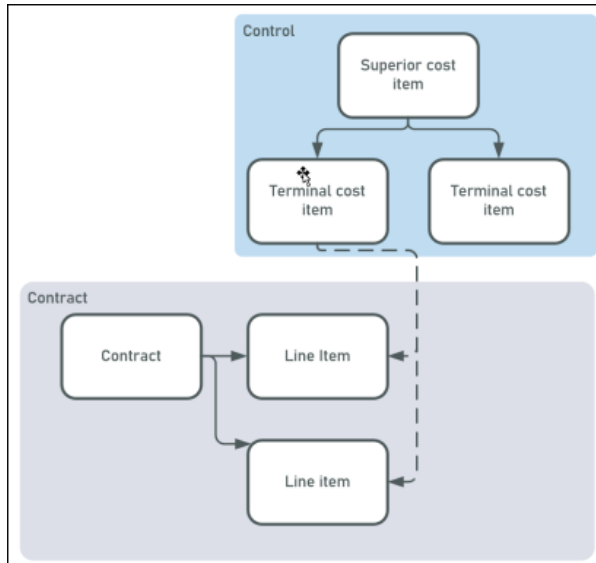 Control
Superior cost
item
Terminal cost
item
Terminal cost
item
Contract
Contract
Line Item
Line item